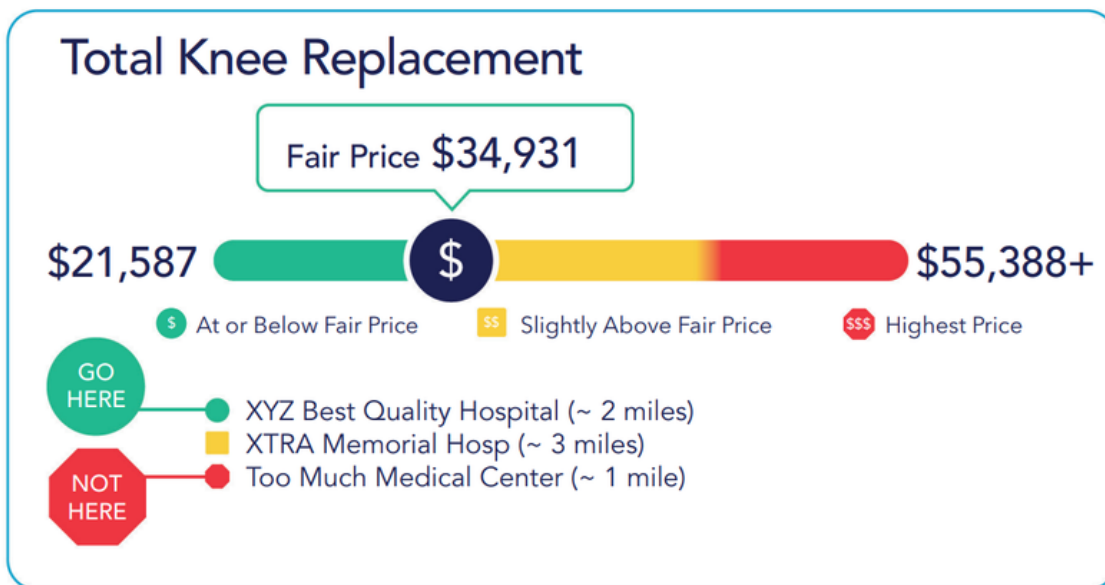 Total Knee Replacement
Fair Price $34,931
$21,587
$
$55,388+
$ At or Below Fair Price
$$ Slightly Above Fair Price
$$$ Highest Price
GO
HERE
XYZ Best Quality Hospital (~ 2 miles)
XTRA Memorial Hosp (~ 3 miles)
Too Much Medical Center (~ 1 mile)
NOT
HERE